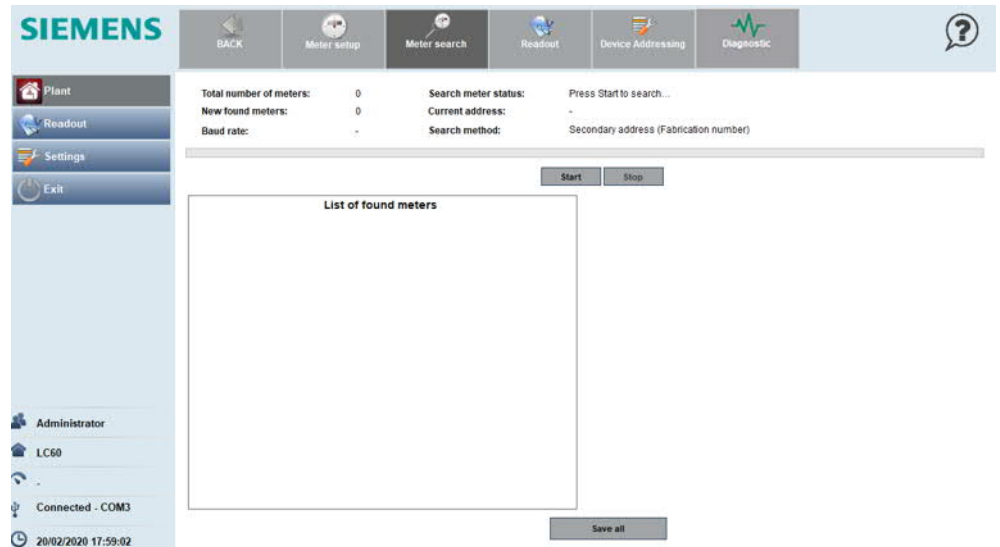 SIEMENS
BACK
Meter setup
Meter search
Readout
Device Addressing
Diagnostic
?
Plant
Readout
Settings
Exit
Total number of meters: 0 Search meter status: Press Start to search...
New found meters: 0 Current address: -
Baud rate: - Search method: Secondary address (Fabrication number)
Start Stop
List of found meters
Administrator
LC60
.
Connected - COM3
Save all
20/02/2020 17:59:02